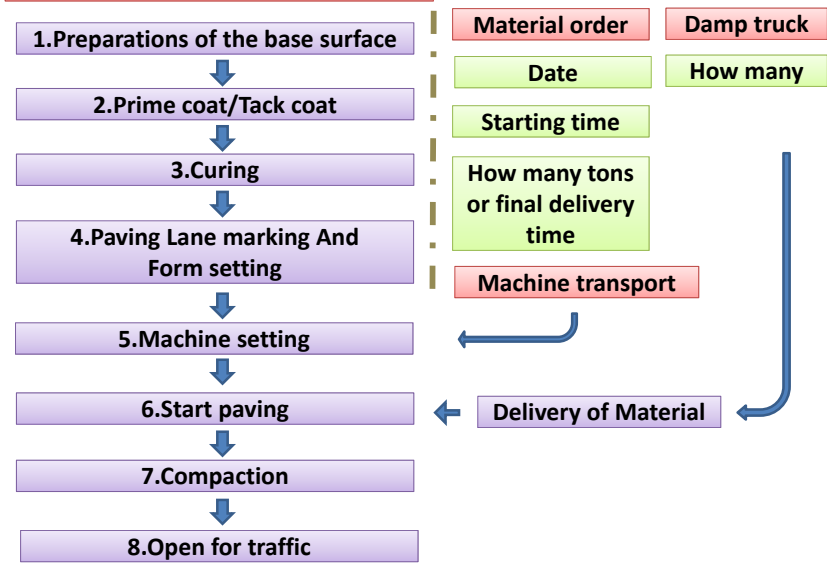 1.Preparations of the base surface
2.Prime coat/Tack coat
3.Curing
4.Paving Lane marking And
Form setting
5.Machine setting
6.Start paving
7.Compaction
8.Open for traffic
Material order
Date
Starting time
How many tons
or final delivery
time
Machine transport
Damp truck
How many
Delivery of Material